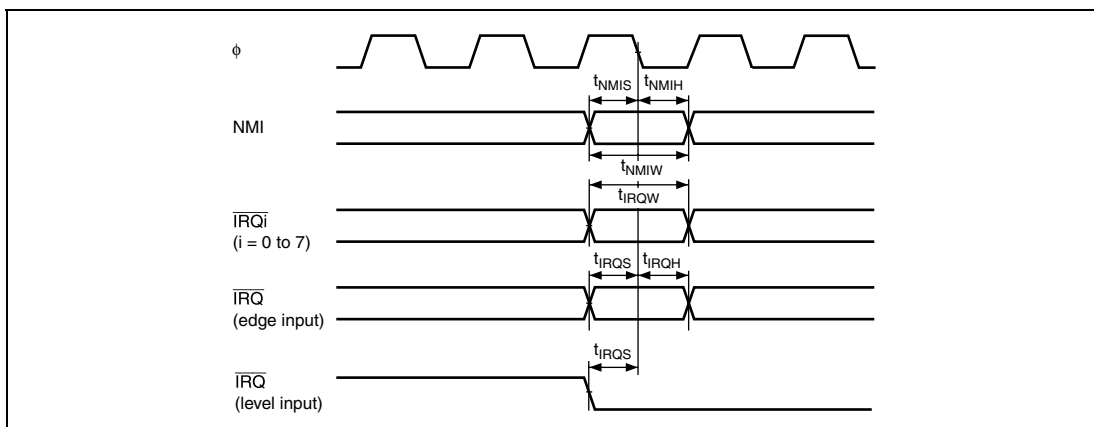 φ
tNMIS tNMIH
NMI
tNMIW
tIRQW
IRQi
(i = 0 to 7)
tIRQS tIRQH
IRQ
(edge input)
tIRQS
IRQ
(level input)